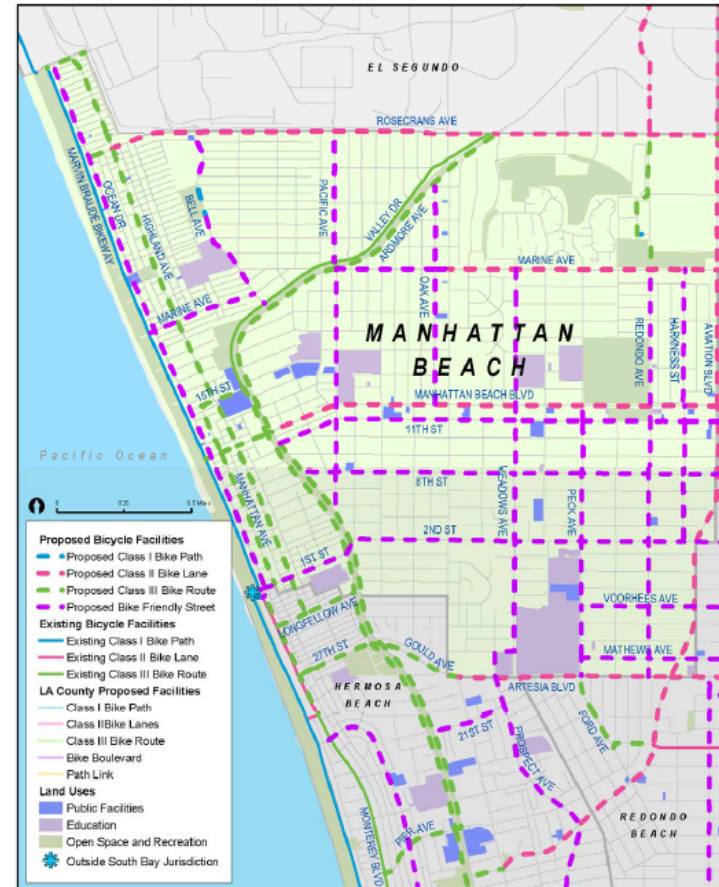 EL SEGUNDO
ROSECRANS AVE
MARVIN BRAUDE BIKEWAY
OCEAN DR
HIGHLAND AVE
BELL AVE
PACIFIC AVE
VALLEY DR
ARDMORE AVE
MARINE AVE
MARINE AVE
OAK AVE
MANHATTAN
BEACH
REDONDO AVE
HARKNESS ST
AVIATION BLVD
15TH ST
MANHATTAN BEACH BLVD
11TH ST
Pacific Ocean
MANHATTAN AVE
8TH ST
MEADOWS AVE
PECK AVE
0 0.25 0.5 Miles
2ND ST
1ST ST
Proposed Bicycle Facilities
Proposed Class I Bike Path
Proposed Class II Bike Lane
Proposed Class III Bike Route
Proposed Bike Friendly Street
Existing Bicycle Facilities
Existing Class I Bike Path
Existing Class II Bike Lane
Existing Class III Bike Route
LA County Proposed Facilities
Class I Bike Path
Class IIBike Lanes
Class III Bike Route
Bike Boulevard
Path Link
Land Uses
Public Facilities
Education
Open Space and Recreation
Outside South Bay Jurisdiction
LONGFELLOW AVE
VOORHEES AVE
27TH ST
GOULD AVE
MATHEWS AVE
HERMOSA
BEACH
ARTESIA BLVD
21ST ST
PROSPECT AVE
FORD AVE
REDONDO
BEACH
MONTEREY BLVD
PIER AVE